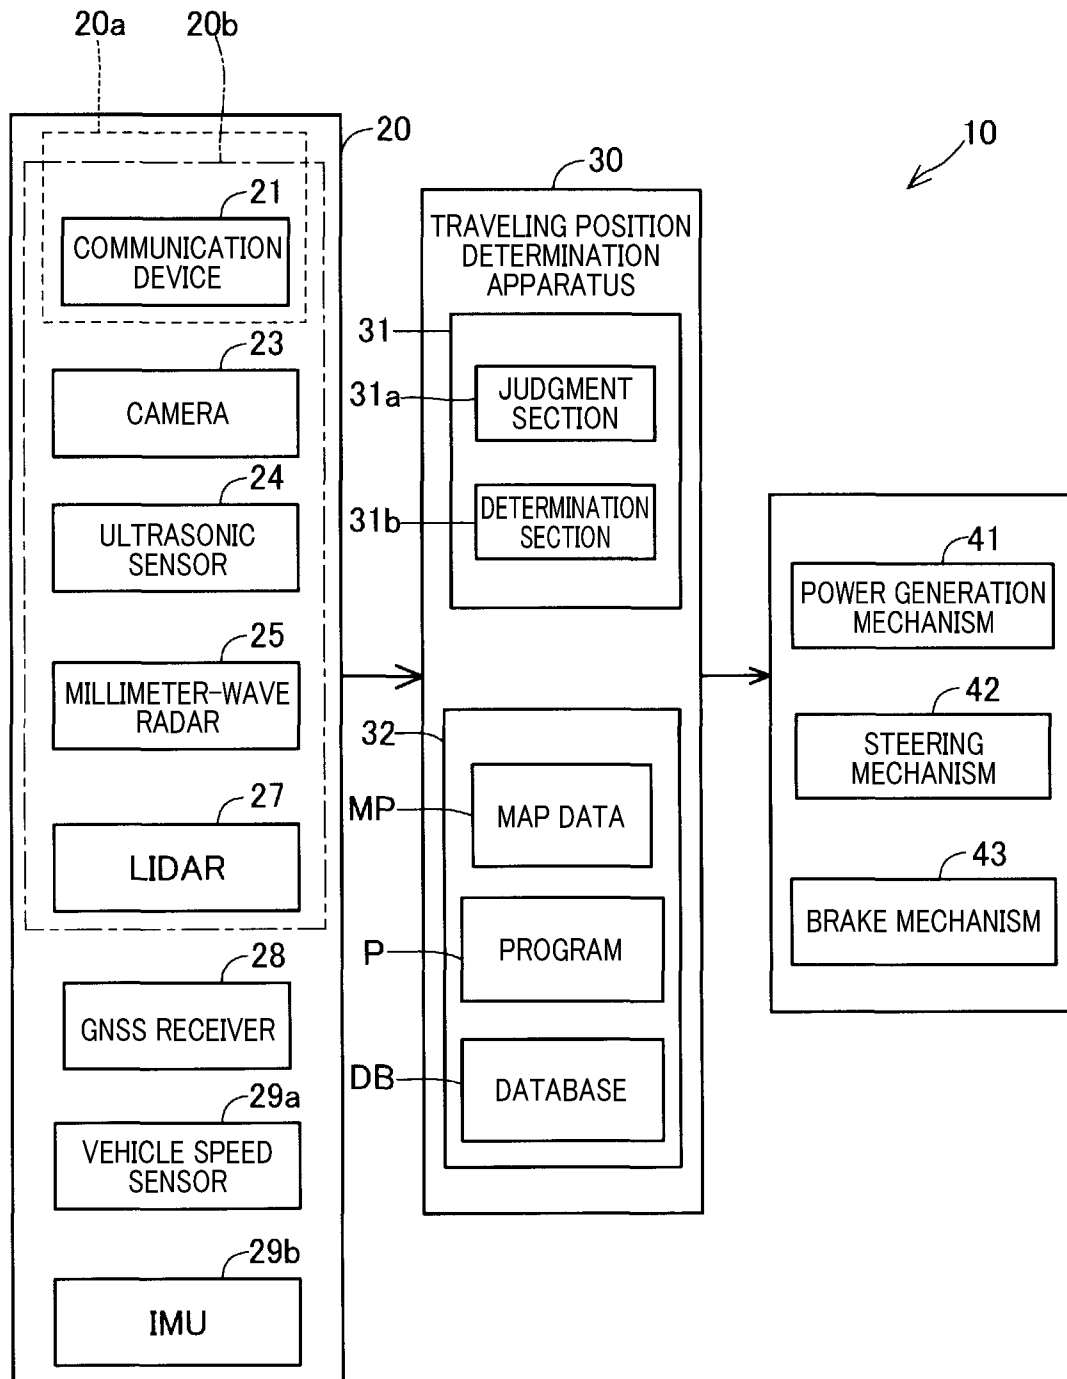 20a
20b
20
10
21
COMMUNICATION
DEVICE
23
CAMERA
24
ULTRASONIC
SENSOR
25
MILLIMETER-WAVE
RADAR
27
LIDAR
28
GNSS RECEIVER
29a
VEHICLE SPEED
SENSOR
29b
IMU
30
TRAVELING POSITION
DETERMINATION
APPARATUS
31
31a
JUDGMENT
SECTION
31b
DETERMINATION
SECTION
32
MP
MAP DATA
P
PROGRAM
DB
DATABASE
41
POWER GENERATION
MECHANISM
42
STEERING
MECHANISM
43
BRAKE MECHANISM